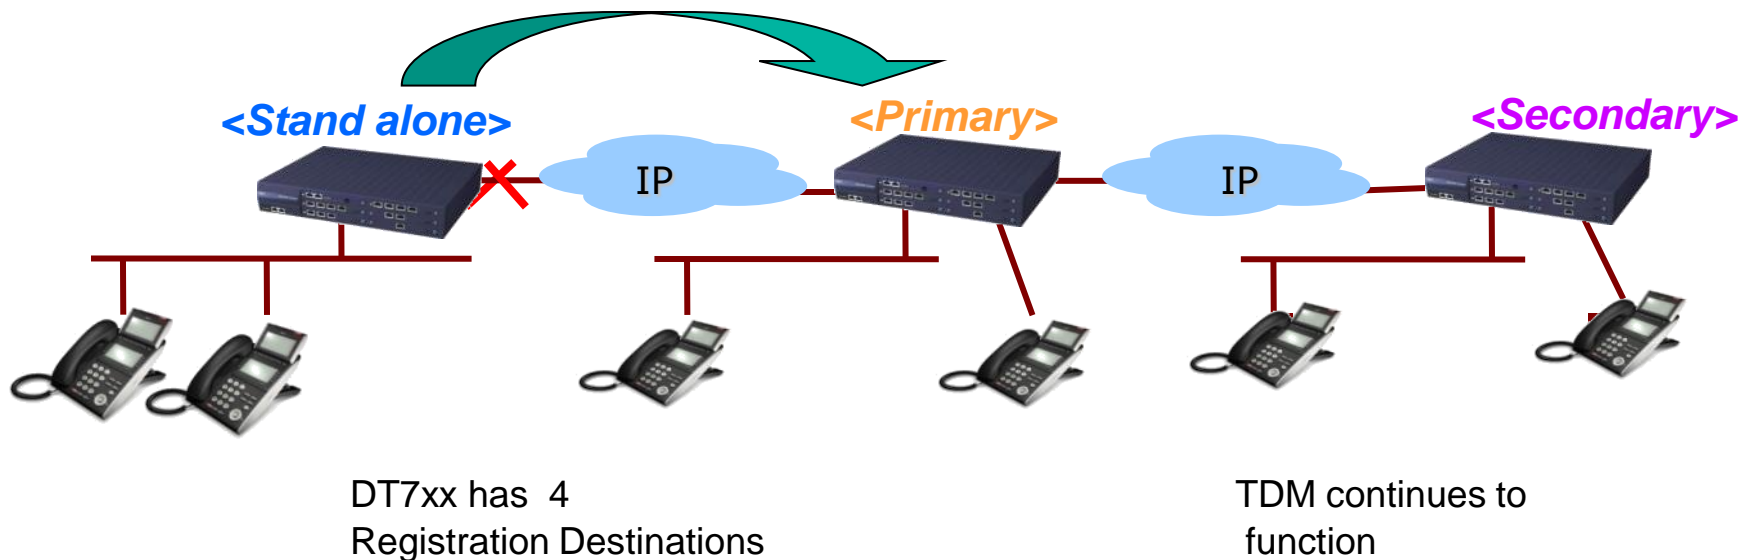 <Stand alone>
<Primary>
<Secondary>
IP
IP
DT7xx has 4
Registration Destinations
TDM continues to
function